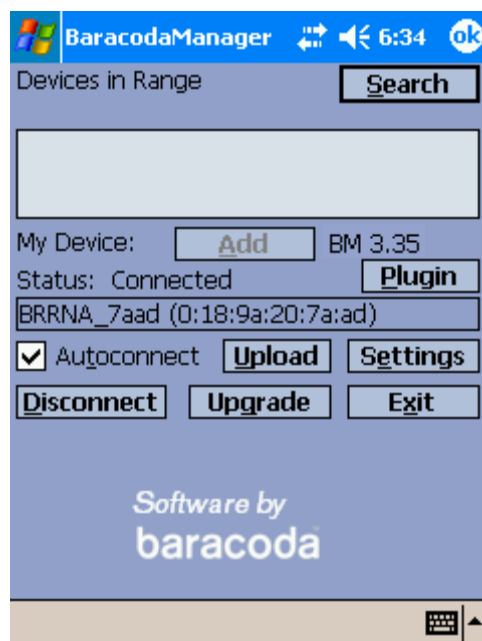 BaracodaManager 6:34 ok
Devices in Range Search
My Device: Add BM 3.35
Status: Connected Plugin
BRRNA_7aad (0:18:9a:20:7a:ad)
Autoconnect Upload Settings
Disconnect Upgrade Exit
Software by
baracoda